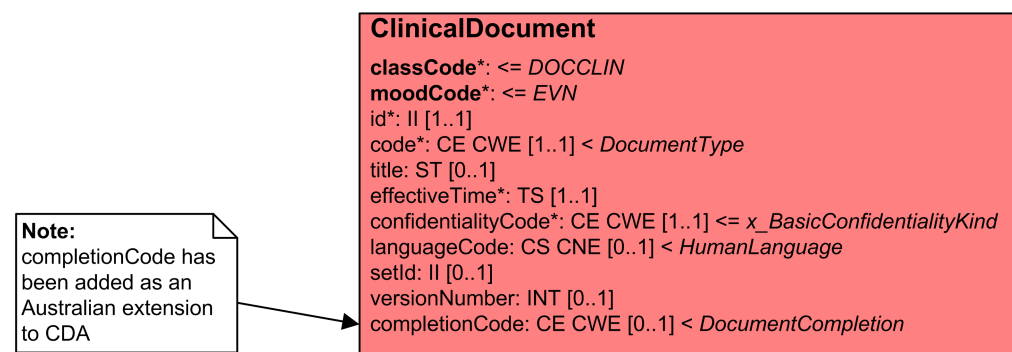 ClinicalDocument
classCode*: <= DOCCLIN
moodCode*: <= EVN
id*: II [1..1]
code*: CE CWE [1..1] < DocumentType
title: ST [0..1]
effectiveTime*: TS [1..1]
confidentialityCode*: CE CWE [1..1] <= x_BasicConfidentialityKind
languageCode: CS CNE [0..1] < HumanLanguage
setId: II [0..1]
versionNumber: INT [0..1]
completionCode: CE CWE [0..1] < DocumentCompletion
Note:
completionCode has
been added as an
Australian extension
to CDA